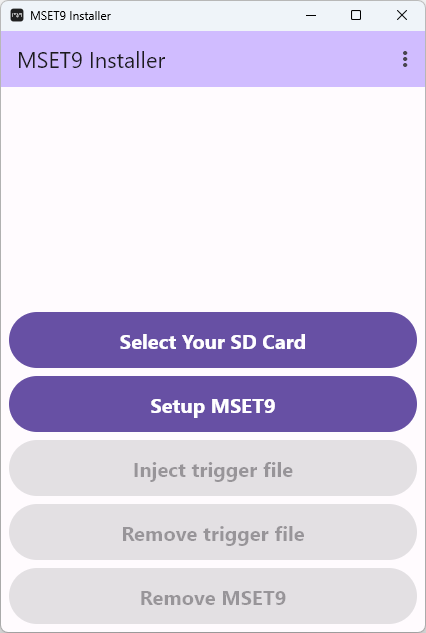 MSET9 Installer
MSET9 Installer
Select Your SD Card
Setup MSET9
Inject trigger file
Remove trigger file
Remove MSET9